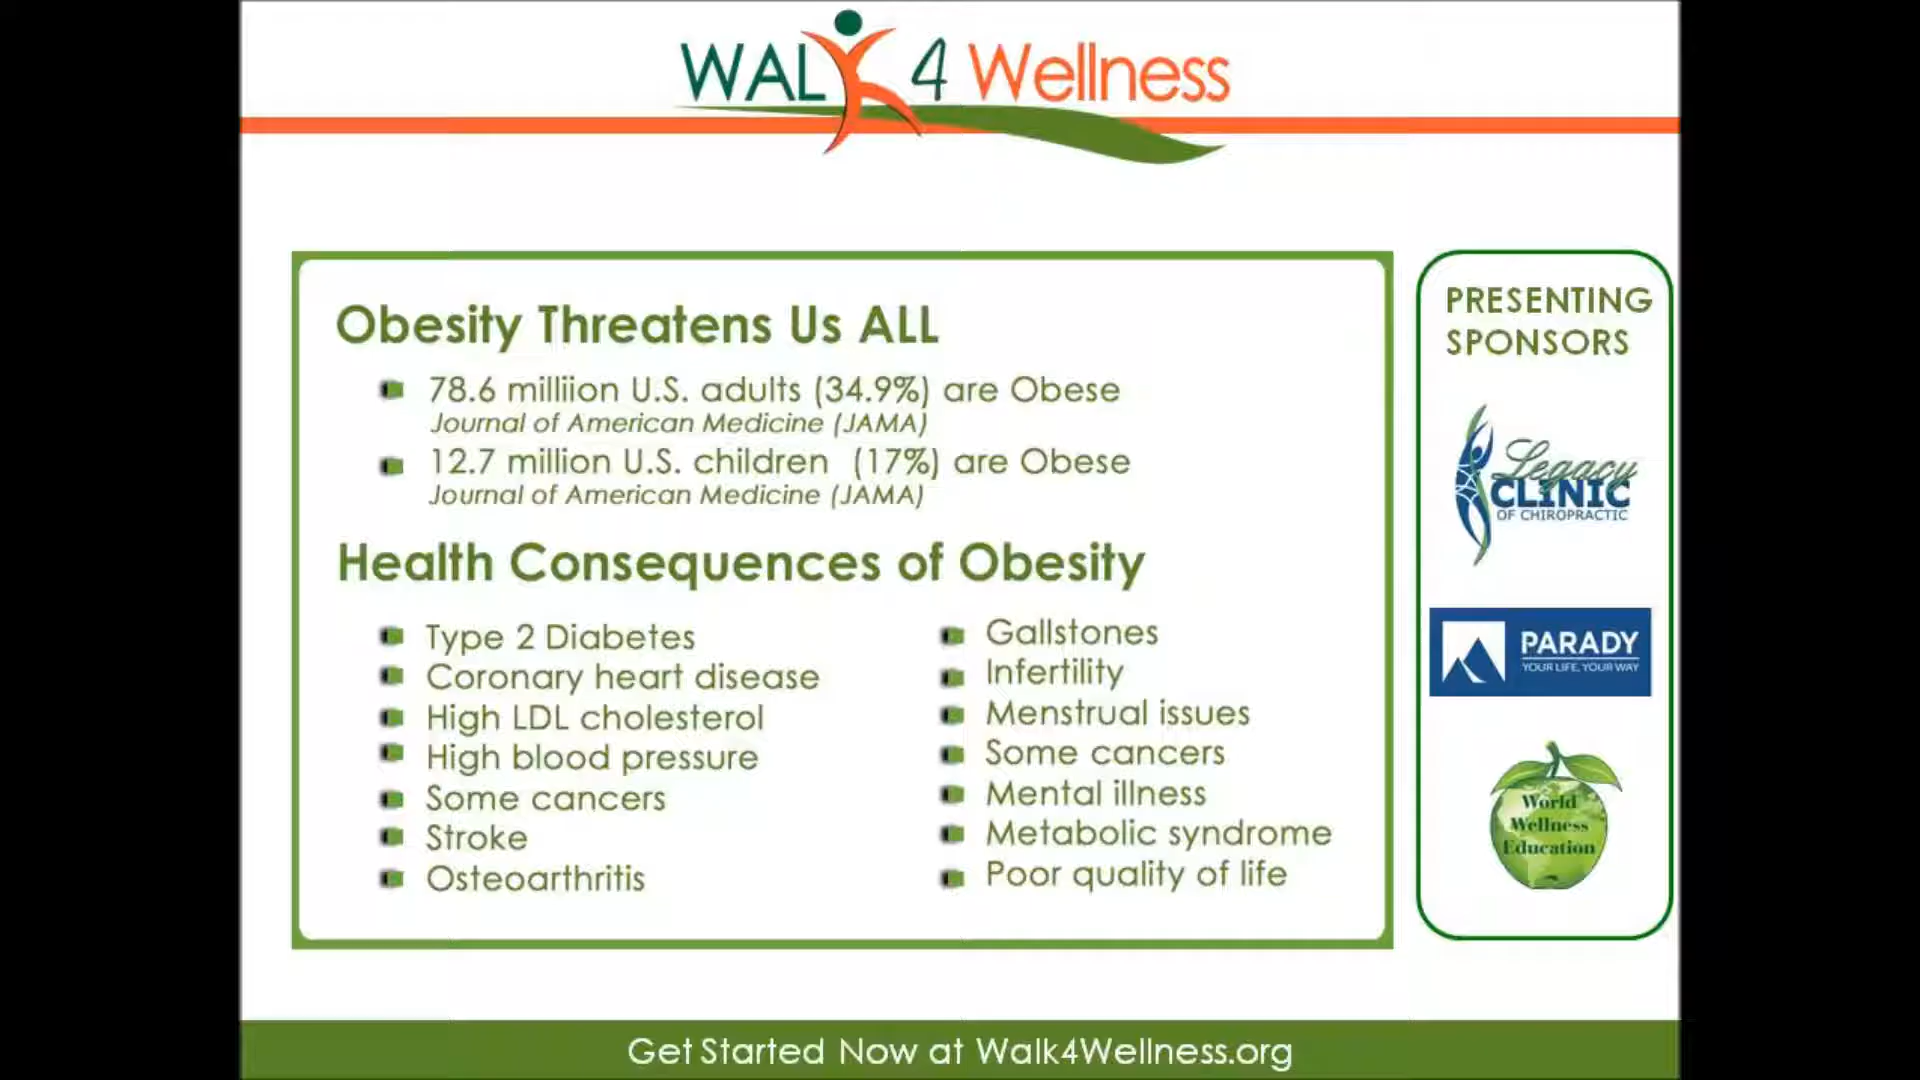 WALK 4 Wellness
Obesity Threatens Us ALL
78.6 milliion U.S. adults (34.9%) are Obese
Journal of American Medicine (JAMA)
12.7 million U.S. children (17%) are Obese
Journal of American Medicine (JAMA)
Health Consequences of Obesity
Type 2 Diabetes
Coronary heart disease
High LDL cholesterol
High blood pressure
Some cancers
Stroke
Osteoarthritis
Gallstones
Infertility
Menstrual issues
Some cancers
Mental illness
Metabolic syndrome
Poor quality of life
PRESENTING
SPONSORS
Legacy
CLINIC
OF CHIROPRACTIC
PARADY
YOUR LIFE, YOUR WAY
World
Wellness
Education
Get Started Now at Walk4Wellness.org